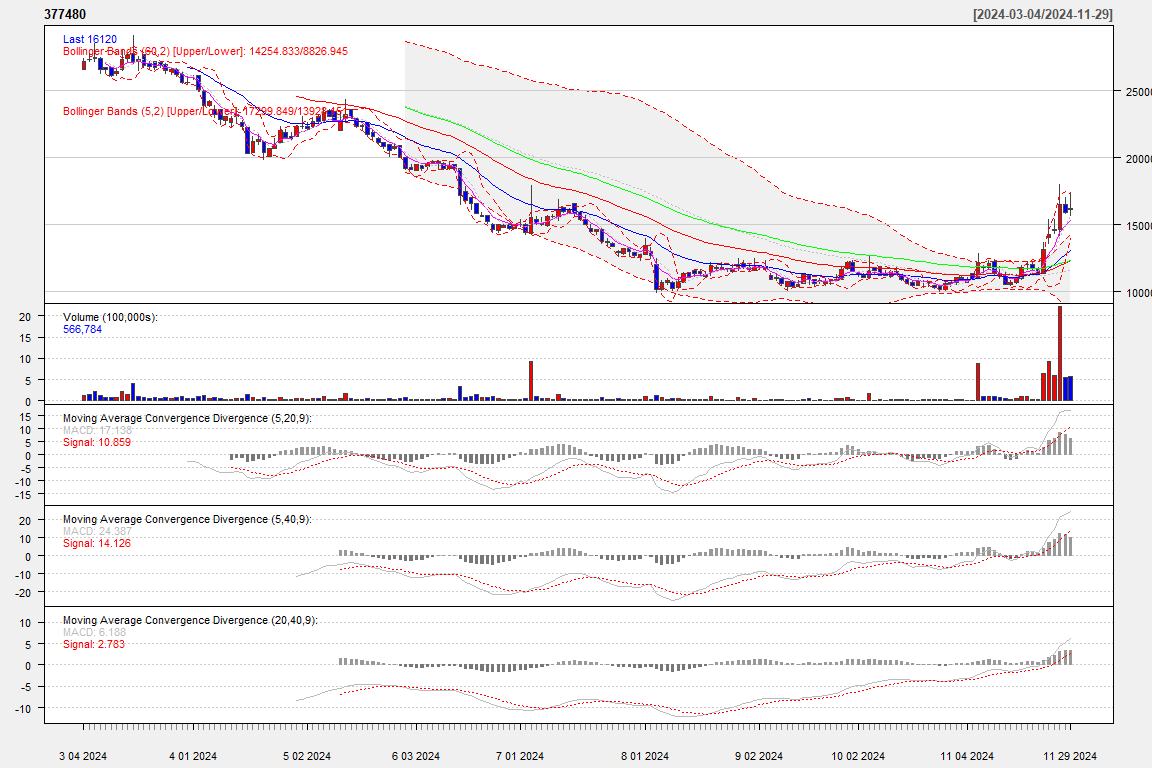 377480
[2024-03-04/2024-11-29]
Last 16120
Bollinger Bands (60,2) [Upper/Lower]: 14254.833/8826.945
Bollinger Bands (5,2) [Upper/Lower]: 17299.849/13928
25000
20000
15000
10000
Volume (100,000s):
566,784
20
15
10
5
0
Moving Average Convergence Divergence (5,20,9):
MACD: 17.138
Signal: 10.859
15
10
5
0
-5
-10
-15
Moving Average Convergence Divergence (5,40,9):
MACD: 24.387
Signal: 14.126
20
10
0
-10
-20
Moving Average Convergence Divergence (20,40,9):
MACD: 6.188
Signal: 2.783
10
5
0
-5
-10
3 04 2024
4 01 2024
5 02 2024
6 03 2024
7 01 2024
8 01 2024
9 02 2024
10 02 2024
11 04 2024
11 29 2024